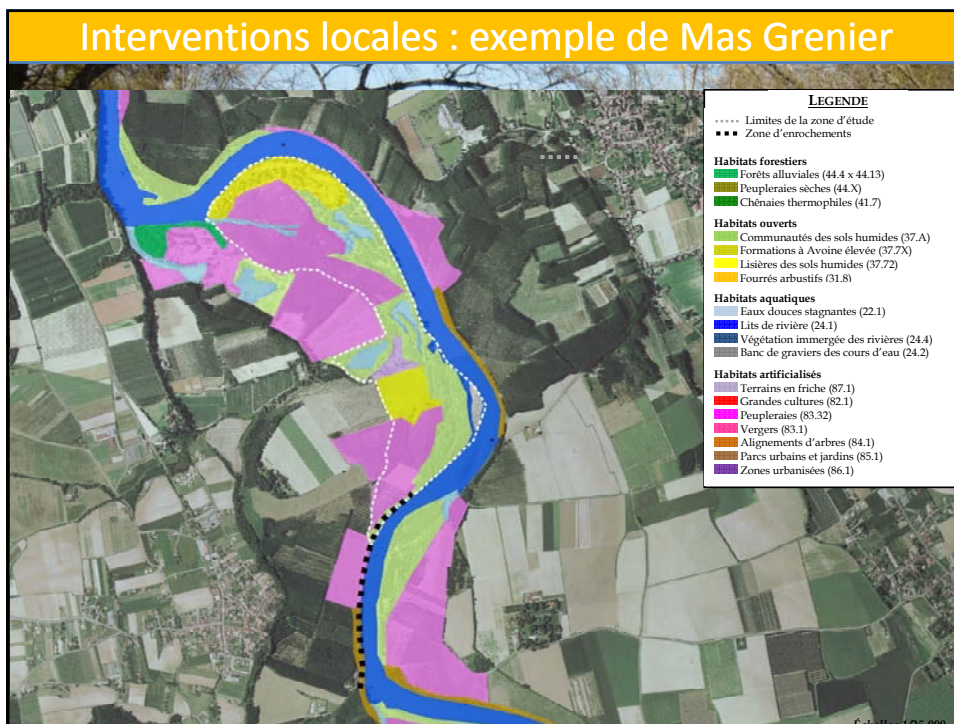 Interventions locales : exemple de Mas Grenier
LEGENDE
Limites de la zone d'étude
Zone d'enrochements
Habitats forestiers
Forêts alluviales (44.4 x 44.13)
Peupleraies sèches (44.X)
Chênaies thermophiles (41.7)
Habitats ouverts
Communautés des sols humides (37.A)
Formations à Avoine élevée (37.7X)
Lisières des sols humides (37.72)
Fourrés arbustifs (31.8)
Habitats aquatiques
Eaux douces stagnantes (22.1)
Lits de rivière (24.1)
Végétation immergée des rivières (24.4)
Banc de graviers des cours d'eau (24.2)
Habitats artificialisés
Terrains en friche (87.1)
Grandes cultures (82.1)
Peupleraies (83.32)
Vergers (83.1)
Alignements d'arbres (84.1)
Parcs urbains et jardins (85.1)
Zones urbanisées (86.1)